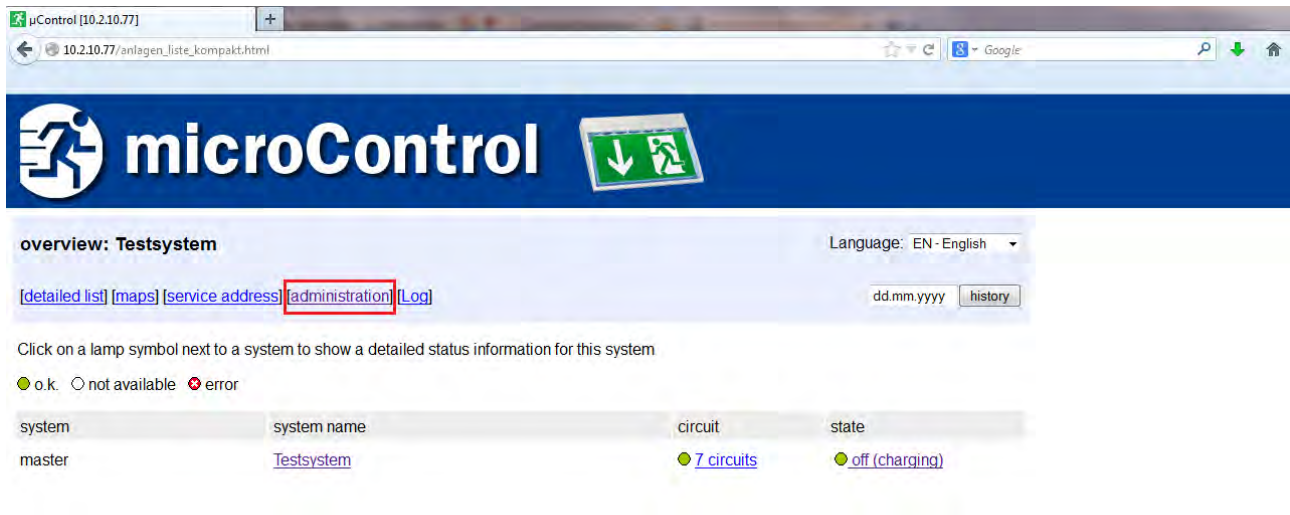 µControl [10.2.10.77] +
10.2.10.77/anlagen_liste_kompakt.html 8 Google
microControl
overview: Testsystem Language: EN - English
[detailed list] [maps] [service address] [administration] [Log] dd.mm.yyyy history
Click on a lamp symbol next to a system to show a detailed status information for this system
o.k. not available error
system system name circuit state
master Testsystem 7 circuits off (charging)